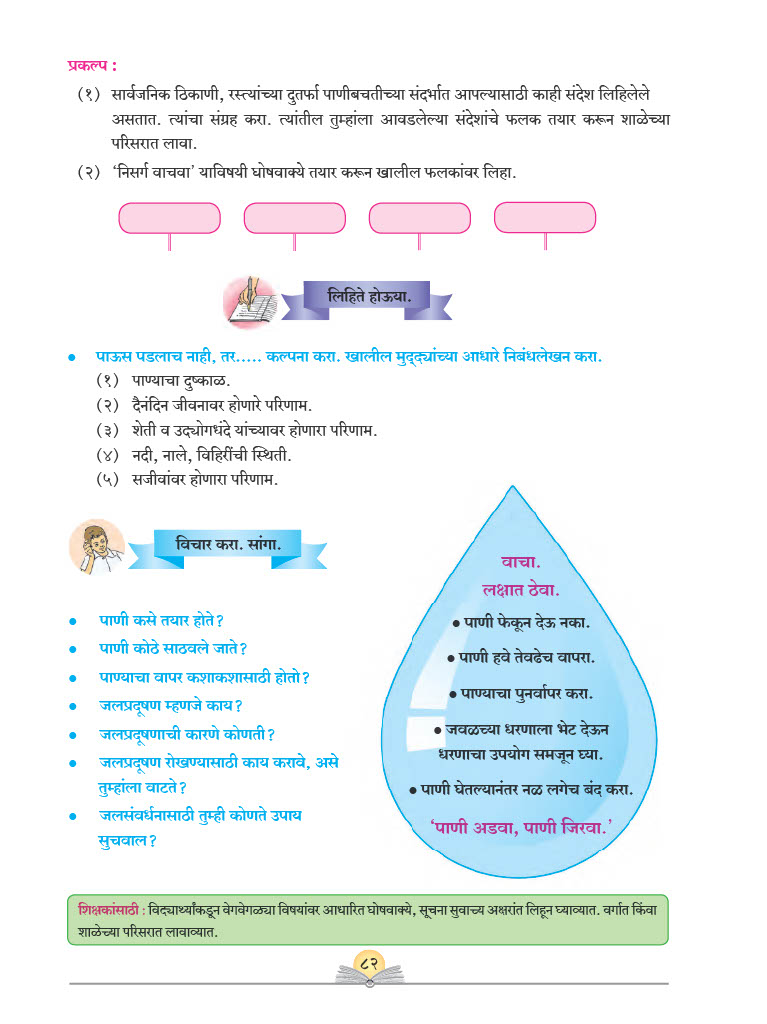 प्रकल्प :
(१) सार्वजनिक ठिकाणी, रस्त्यांच्या दुतर्फा पाणीबचतीच्या संदर्भात आपल्यासाठी काही संदेश लिहिलेले
असतात. त्यांचा संग्रह करा. त्यांतील तुम्हांला आवडलेल्या संदेशांचे फलक तयार करून शाळेच्या
परिसरात लावा.
(२) ‘निसर्ग वाचवा’ याविषयी घोषवाक्ये तयार करून खालील फलकांवर लिहा.
लिहिते होऊया.
● पाऊस पडलाच नाही, तर..... कल्पना करा. खालील मुद्द्यांच्या आधारे निबंधलेखन करा.
(१) पाण्याचा दुष्काळ.
(२) दैनंदिन जीवनावर होणारे परिणाम.
(३) शेती व उद्योगधंदे यांच्यावर होणारा परिणाम.
(४) नदी, नाले, विहिरींची स्थिती.
(५) सजीवांवर होणारा परिणाम.
विचार करा. सांगा.
● पाणी कसे तयार होते?
● पाणी कोठे साठवले जाते?
● पाण्याचा वापर कशाकशासाठी होतो?
● जलप्रदूषण म्हणजे काय?
● जलप्रदूषणाची कारणे कोणती?
● जलप्रदूषण रोखण्यासाठी काय करावे, असे
तुम्हांला वाटते?
● जलसंवर्धनासाठी तुम्ही कोणते उपाय
सुचवाल?
वाचा.
लक्षात ठेवा.
● पाणी फेकून देऊ नका.
● पाणी हवे तेवढेच वापरा.
● पाण्याचा पुनर्वापर करा.
● जवळच्या धरणाला भेट देऊन
धरणाचा उपयोग समजून घ्या.
● पाणी घेतल्यानंतर नळ लगेच बंद करा.
‘पाणी अडवा, पाणी जिरवा.’
शिक्षकांसाठी : विद्यार्थ्यांकडून वेगवेगळ्या विषयांवर आधारित घोषवाक्ये, सूचना सुवाच्य अक्षरांत लिहून घ्याव्यात. वर्गात किंवा
शाळेच्या परिसरात लावाव्यात.
८२